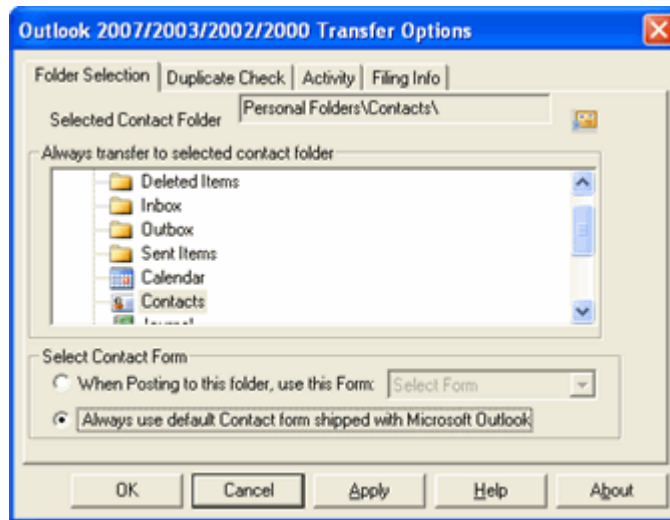 Outlook 2007/2003/2002/2000 Transfer Options
Folder Selection Duplicate Check Activity Filing Info
Selected Contact Folder Personal Folders\Contacts\
Always transfer to selected contact folder
Deleted Items
Inbox
Outbox
Sent Items
Calendar
Contacts
Journal
Select Contact Form
When Posting to this folder, use this Form: Select Form
Always use default Contact form shipped with Microsoft Outlook
OK Cancel Apply Help About